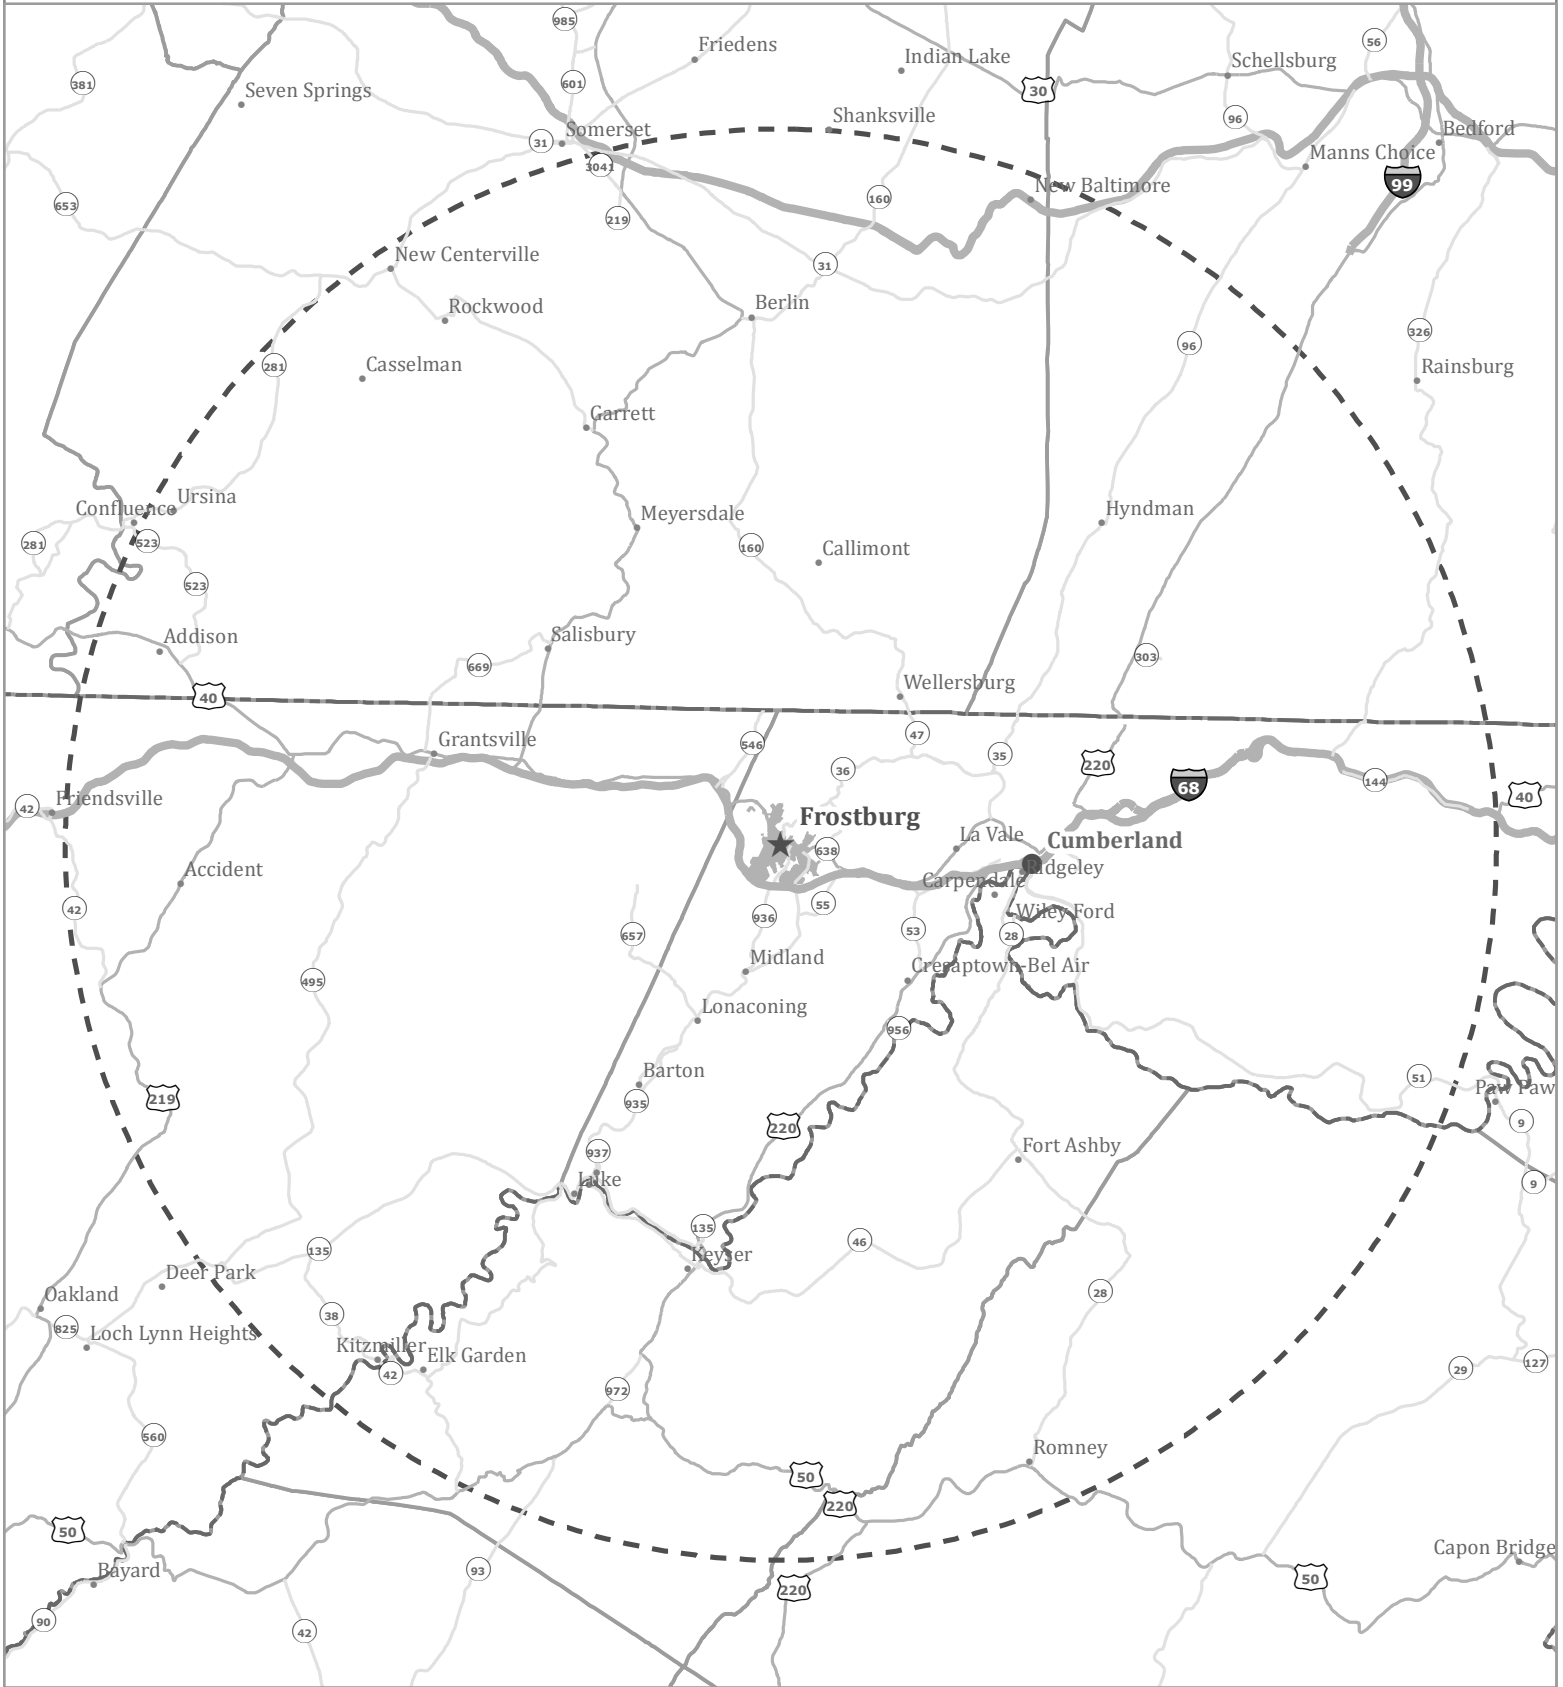 985
Friedens
56
Indian Lake
Schellsburg
381
601
Seven Springs
30
Shanksville
96
Somerset
Bedford
31
Manns Choice
3041
99
New Baltimore
160
653
219
New Centerville
31
Rockwood
Berlin
326
96
281
Casselman
Rainsburg
Garrett
Ursina
Confluence
Meyersdale
Hyndman
281
523
160
Callimont
523
Addison
Salisbury
303
669
Wellersburg
40
47
Grantsville
546
35
220
36
144
68
40
42
Friendsville
Frostburg
La Vale
Cumberland
638
Accident
Ridgeley
Carpendale
42
55
936
Wiley Ford
53
28
657
Midland
Cresaptown-Bel Air
495
Lonaconing
956
Barton
51
Paw Paw
219
935
220
9
937
Fort Ashby
Luke
9
135
46
135
Keyser
Deer Park
28
Oakland
38
825
Loch Lynn Heights
Kitzmiller
Elk Garden
127
29
42
972
560
Romney
50
220
50
Capon Bridge
93
Bayard
50
220
90
42